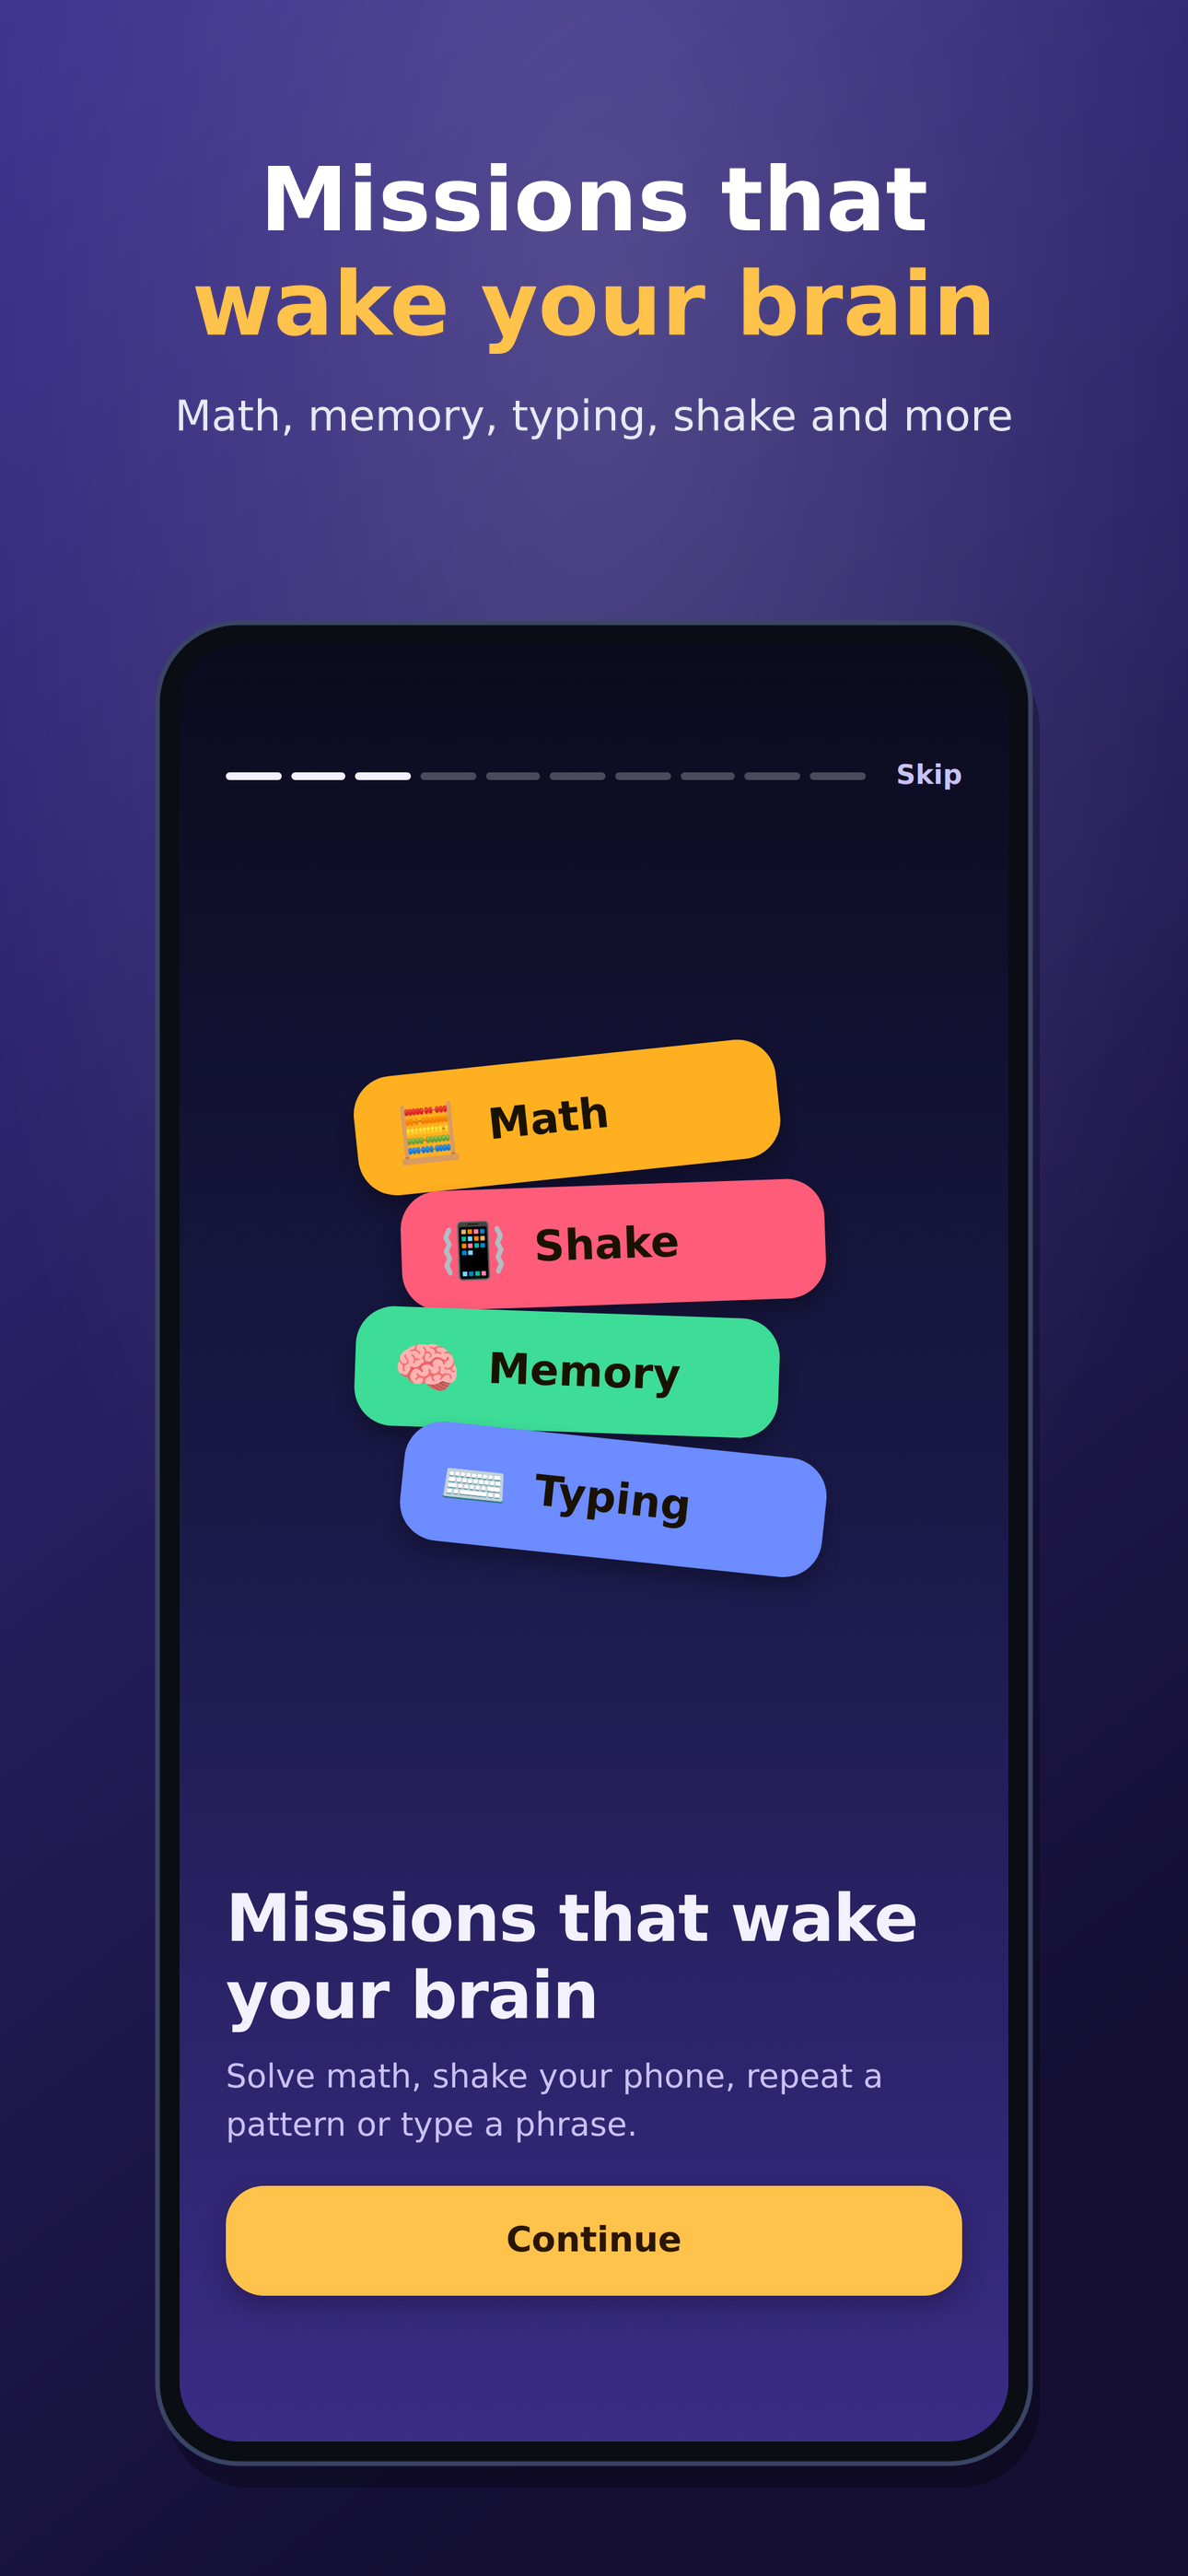 Missions that
wake your brain
Math, memory, typing, shake and more
Skip
Math
Shake
Memory
Typing
Missions that wake
your brain
Solve math, shake your phone, repeat a
pattern or type a phrase.
Continue